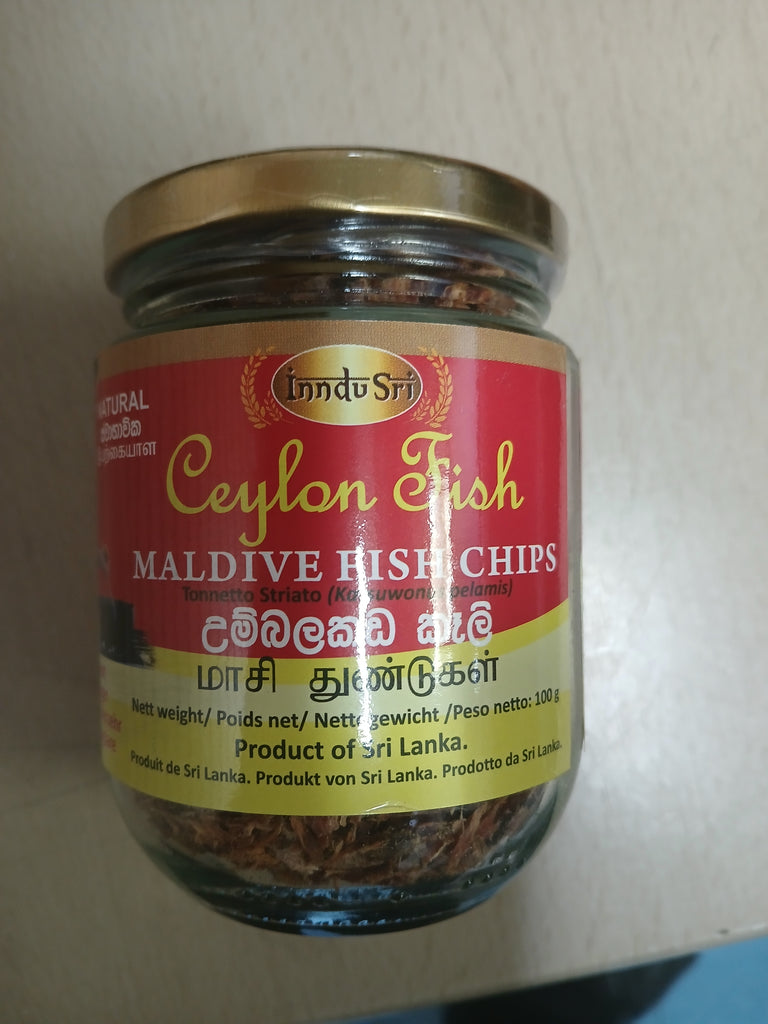 Inndu Sri
NATURAL
ස්වාභාවික
Ceylon Fish
MALDIVE FISH CHIPS
Tonnetto Striato (Katsuwonus pelamis)
උම්බලකඩ කෑලි
மாசி துண்டுகள்
Nett weight/ Poids net/ Nettogewicht /Peso netto: 100 g
Product of Sri Lanka.
Produit de Sri Lanka. Produkt von Sri Lanka. Prodotto da Sri Lanka.